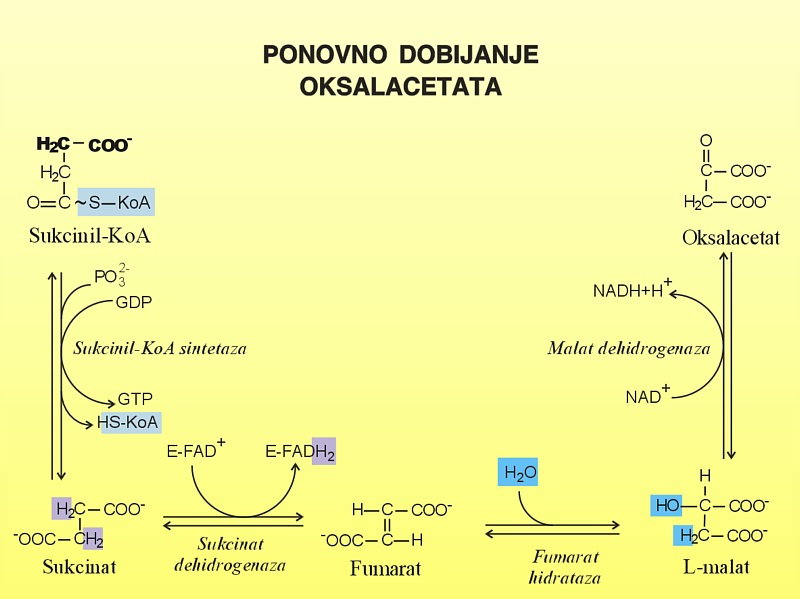 PONOVNO DOBIJANJE
OKSALACETATA
H₂C–COO⁻
H₂C
O=C~S–KoA
Sukcinil-KoA
O
C–COO⁻
H₂C–COO⁻
Oksalacetat
PO₃²⁻
GDP
Sukcinil-KoA sintetaza
GTP
HS-KoA
NADH+H⁺
Malat dehidrogenaza
NAD⁺
E-FAD⁺
E-FADH₂
H₂O
H₂C–COO⁻
⁻OOC–CH₂
Sukcinat
Sukcinat
dehidrogenaza
H–C–COO⁻
⁻OOC–C–H
Fumarat
Fumarat
hidrataza
H
HO–C–COO⁻
H₂C–COO⁻
L-malat